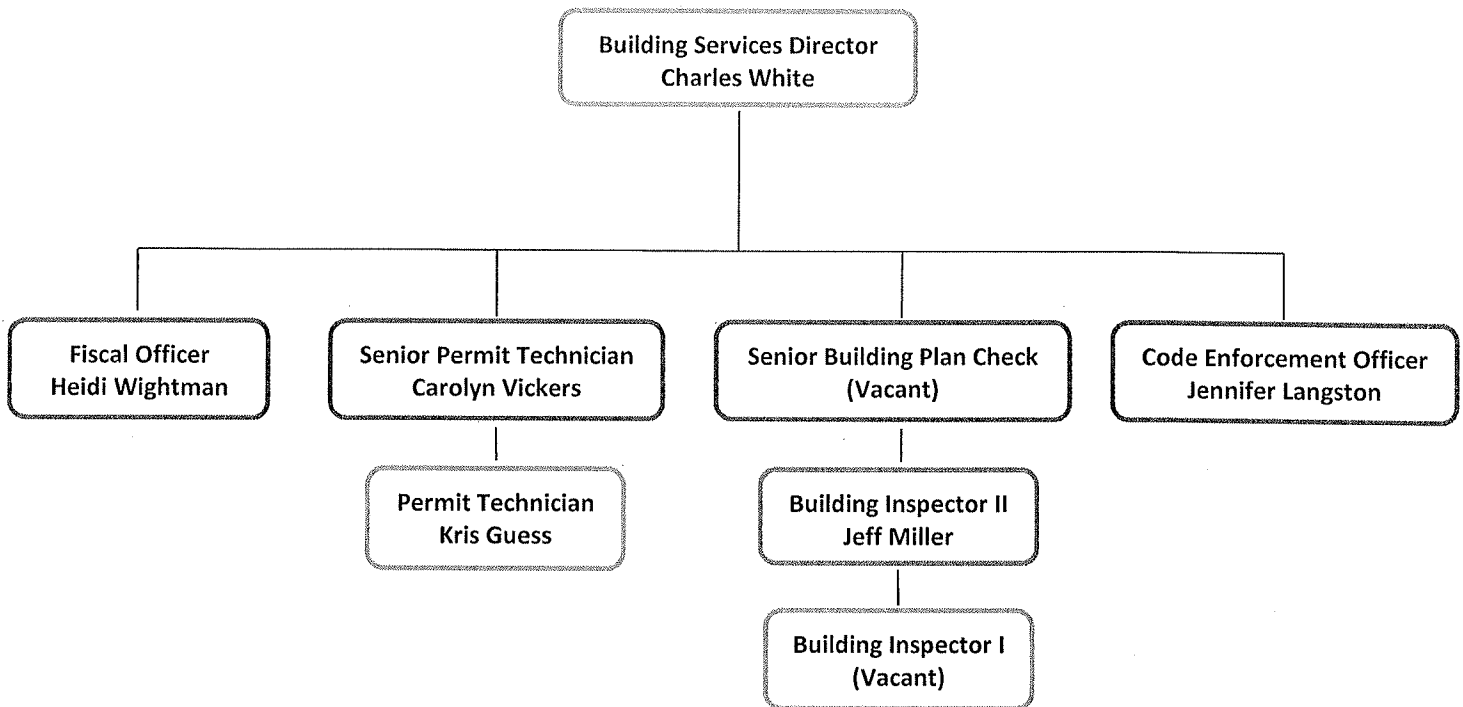 Building Services Director
Charles White
Fiscal Officer
Heidi Wightman
Senior Permit Technician
Carolyn Vickers
Senior Building Plan Check
(Vacant)
Code Enforcement Officer
Jennifer Langston
Permit Technician
Kris Guess
Building Inspector II
Jeff Miller
Building Inspector I
(Vacant)